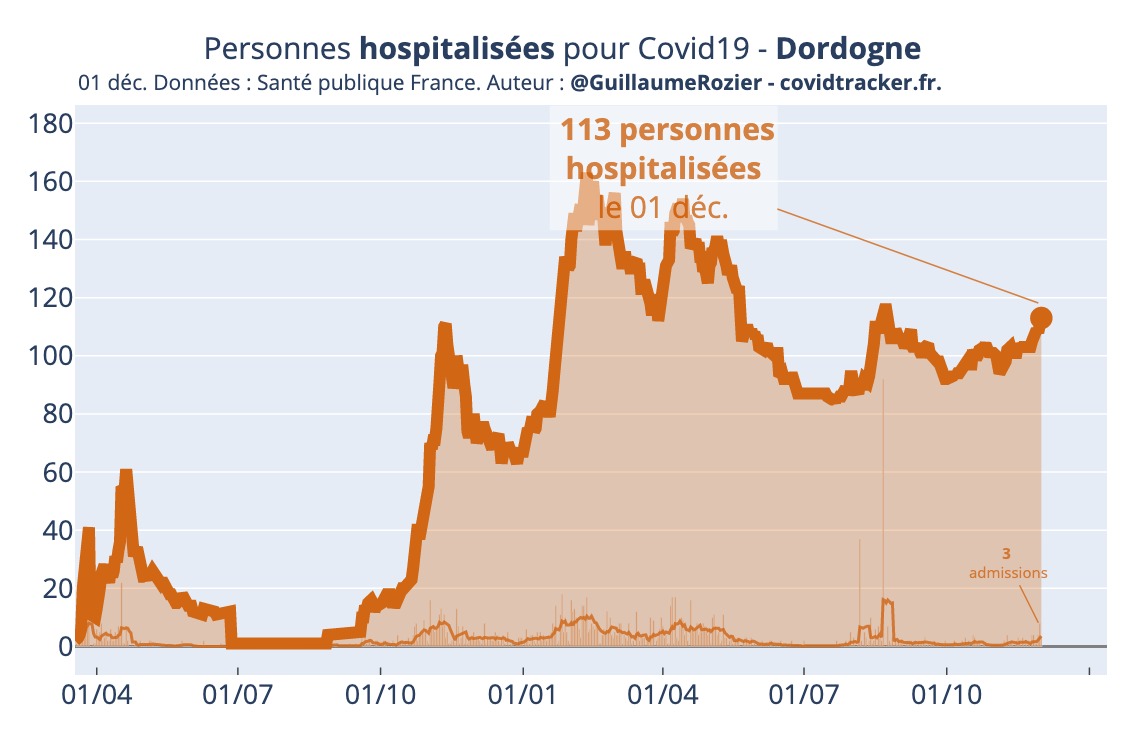 Personnes hospitalisées pour Covid19 - Dordogne
01 déc. Données : Santé publique France. Auteur : @GuillaumeRozier - covidtracker.fr.
180
160
140
120
100
80
60
40
20
0
113 personnes
hospitalisées
le 01 déc.
3
admissions
01/04 01/07 01/10 01/01 01/04 01/07 01/10